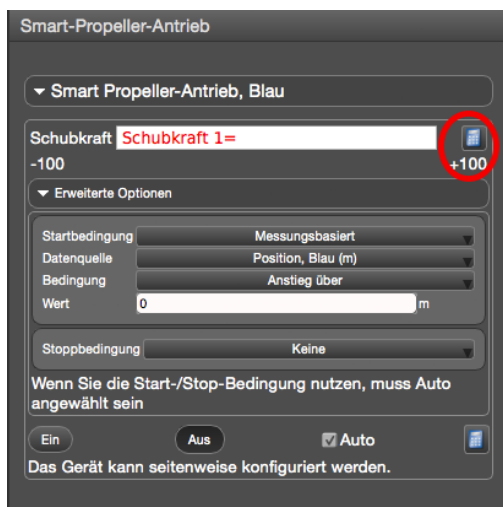 Smart-Propeller-Antrieb
Smart Propeller-Antrieb, Blau
Schubkraft Schubkraft 1=
-100 +100
Erweiterte Optionen
Startbedingung Messungsbasiert
Datenquelle Position, Blau (m)
Bedingung Anstieg über
Wert 0 m
Stoppbedingung Keine
Wenn Sie die Start-/Stop-Bedingung nutzen, muss Auto
angewählt sein
Ein Aus Auto
Das Gerät kann seitenweise konfiguriert werden.